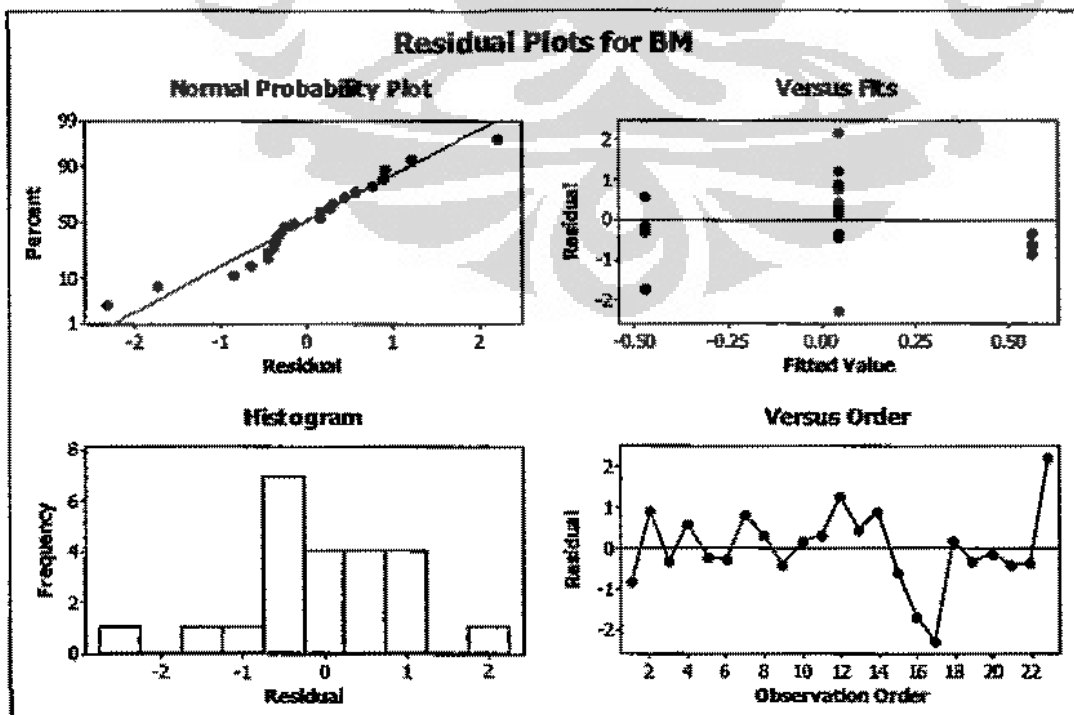 Residual Plots for BM
Normal Probability Plot
Versus Fits
99
90
50
10
1
Percent
-2 -1 0 1 2
Residual
2
1
0
-1
-2
Residual
-0.50 -0.25 0.00 0.25 0.50
Fitted Value
Histogram
Versus Order
8
6
4
2
0
Frequency
-2 -1 0 1 2
Residual
2
1
0
-1
-2
Residual
2 4 6 8 10 12 14 16 18 20 22
Observation Order